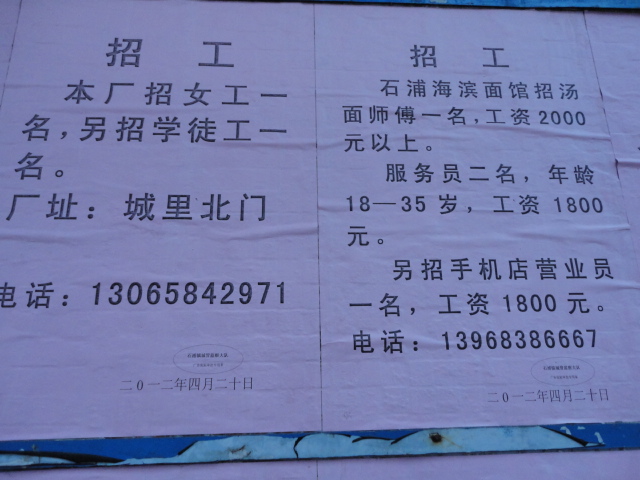 招 工
本厂招女工一
名，另招学徒工一
名。
厂址：城里北门
电话：13065842971
二0一二年四月二十日
招 工
石浦海滨面馆招汤
面师傅一名，工资2000
元以上。
服务员二名，年龄
18—35岁，工资1800
元。
另招手机店营业员
一名，工资1800元。
电话：13968386667
二0一二年四月二十日